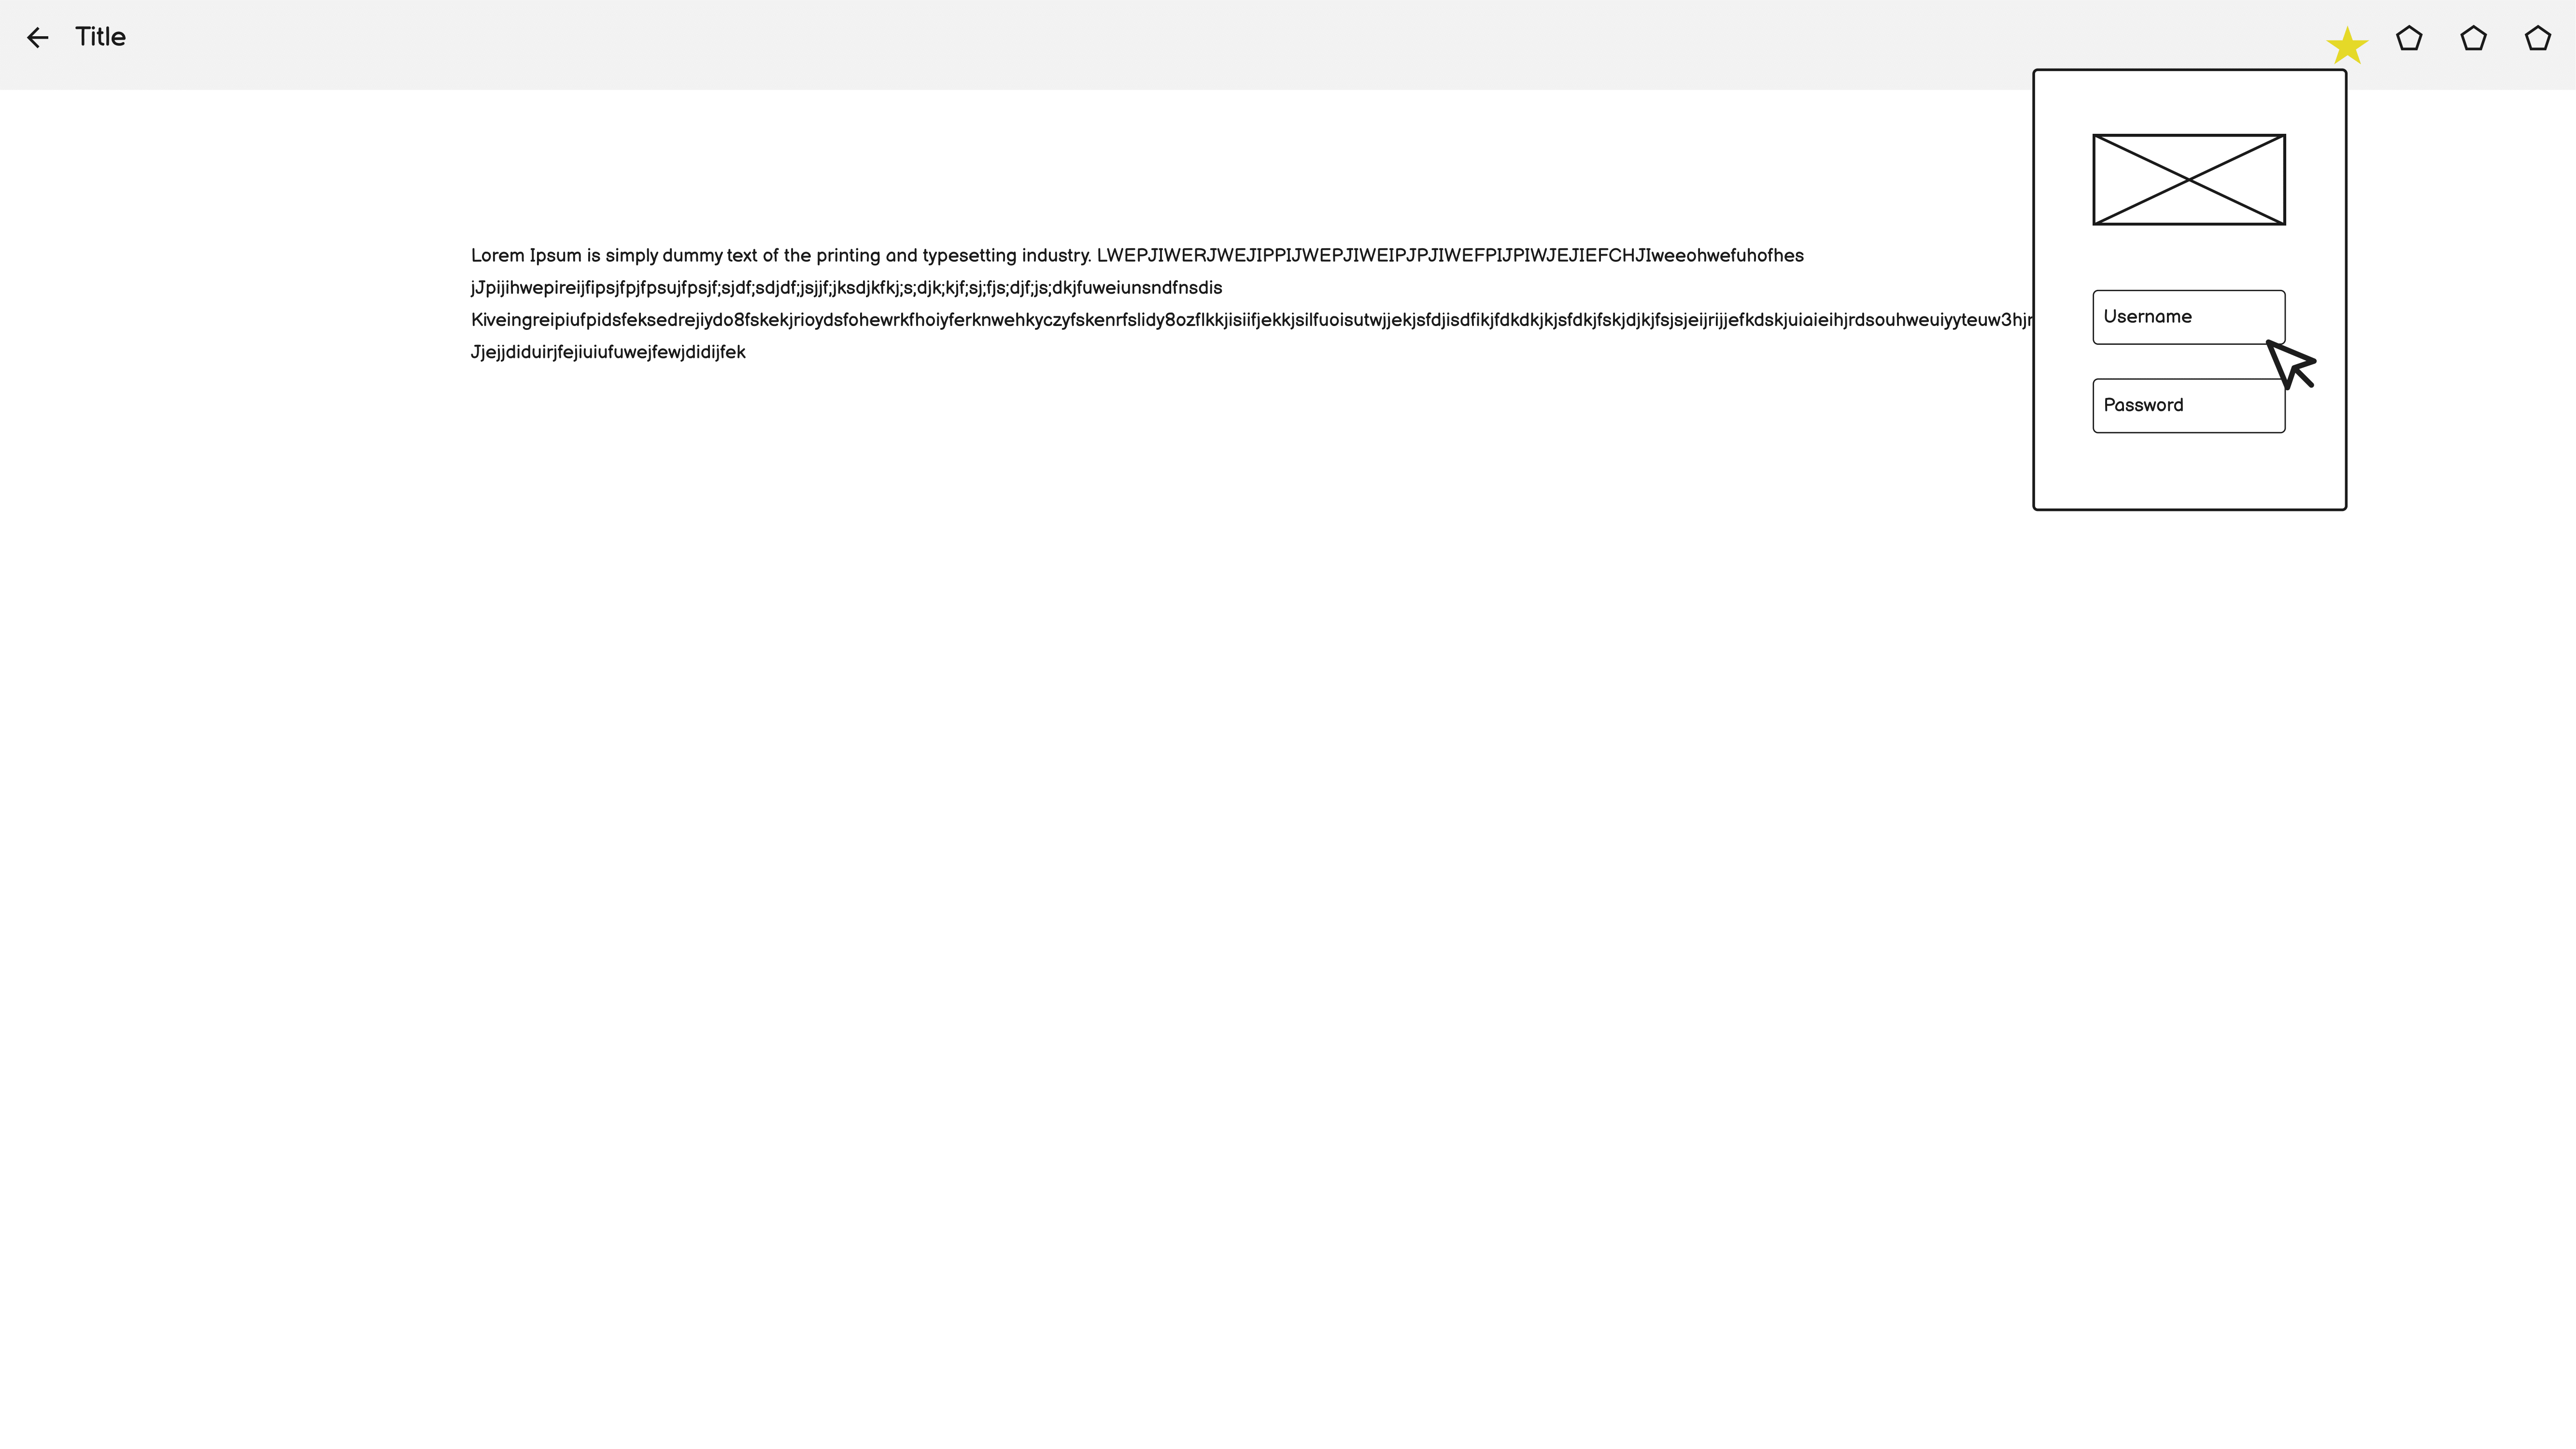 Title
Lorem Ipsum is simply dummy text of the printing and typesetting industry. LWEPJIWERJWEJIPPIJWEPJIWEIPJPJIWEFPIJPIWJEJIEFCHJIweeohwefuhofhes
jJpijihwepireijfipsjfpjfpsujfpsjf;sjdf;sdjdf;jsjjf;jksdjkfkj;s;djk;kjf;sj;fjs;djf;js;dkjfuweiunsndfnsdis
Kiveingreipiufpidsfeksedrejiydo8fskekjrioydsfohewrkfhoiyferknwehkyczyfskenrfslidy8ozflkkjisiifjekkjsilfuoisutwjjekjsfdjisdfikjfdkdkjkjsfdkjfskjdjkjfsjsjeijrijjefkdskjuiaieihjrdsouhweuiyyteuw3hjr
Jjejjdiduirjfejiuiufuwejfewjdidijfek
Username
Password